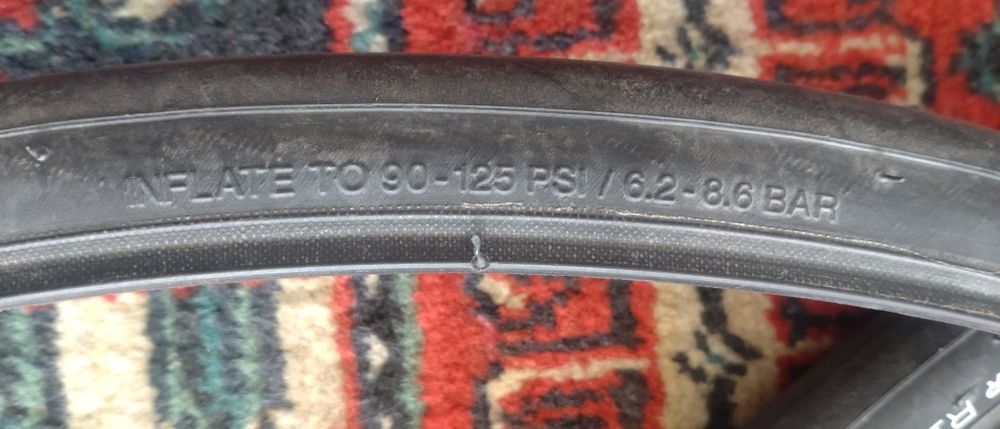 INFLATE TO 90-125 PSI / 6.2-8.6 BAR